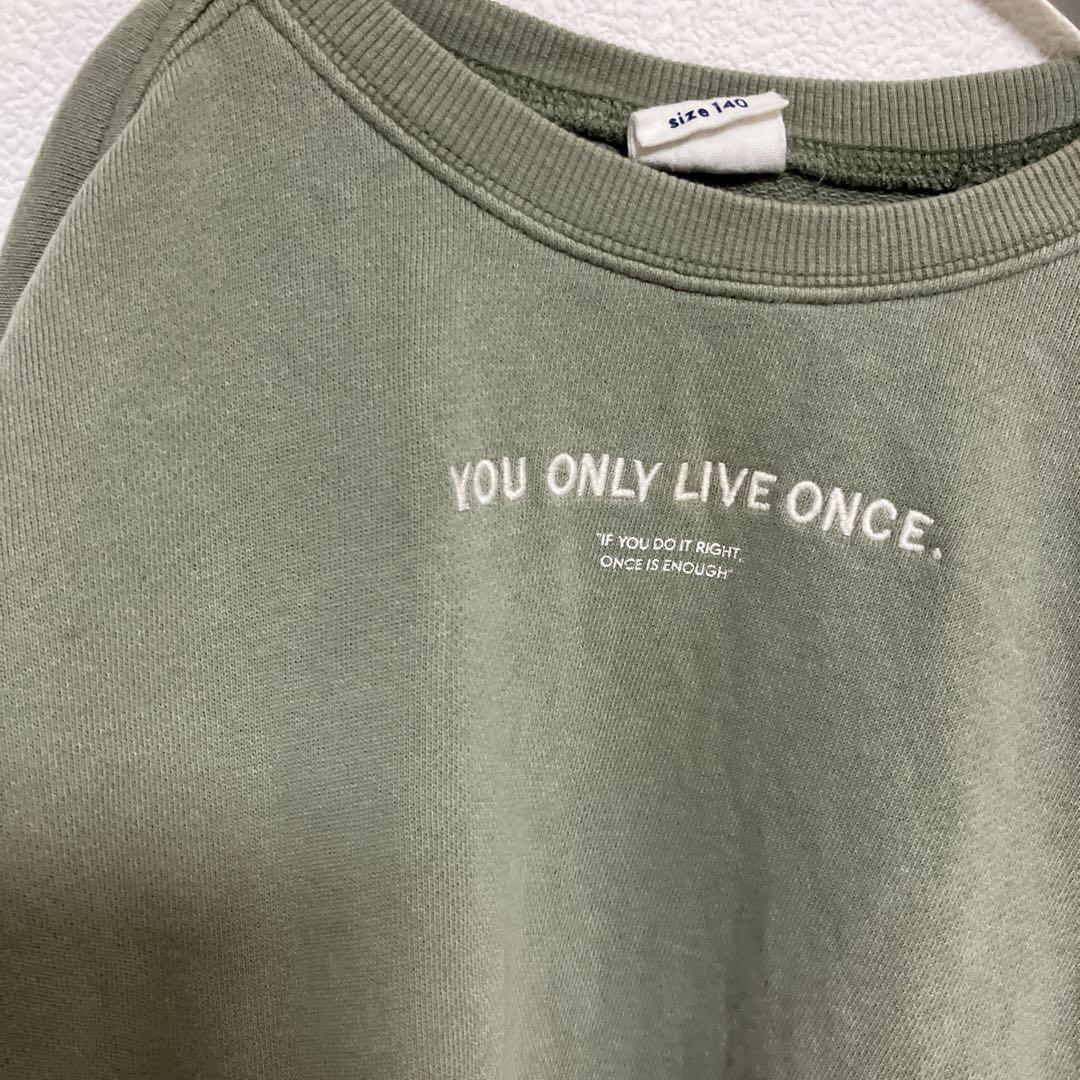 size 140
YOU ONLY LIVE ONCE.
"IF YOU DO IT RIGHT,
ONCE IS ENOUGH"